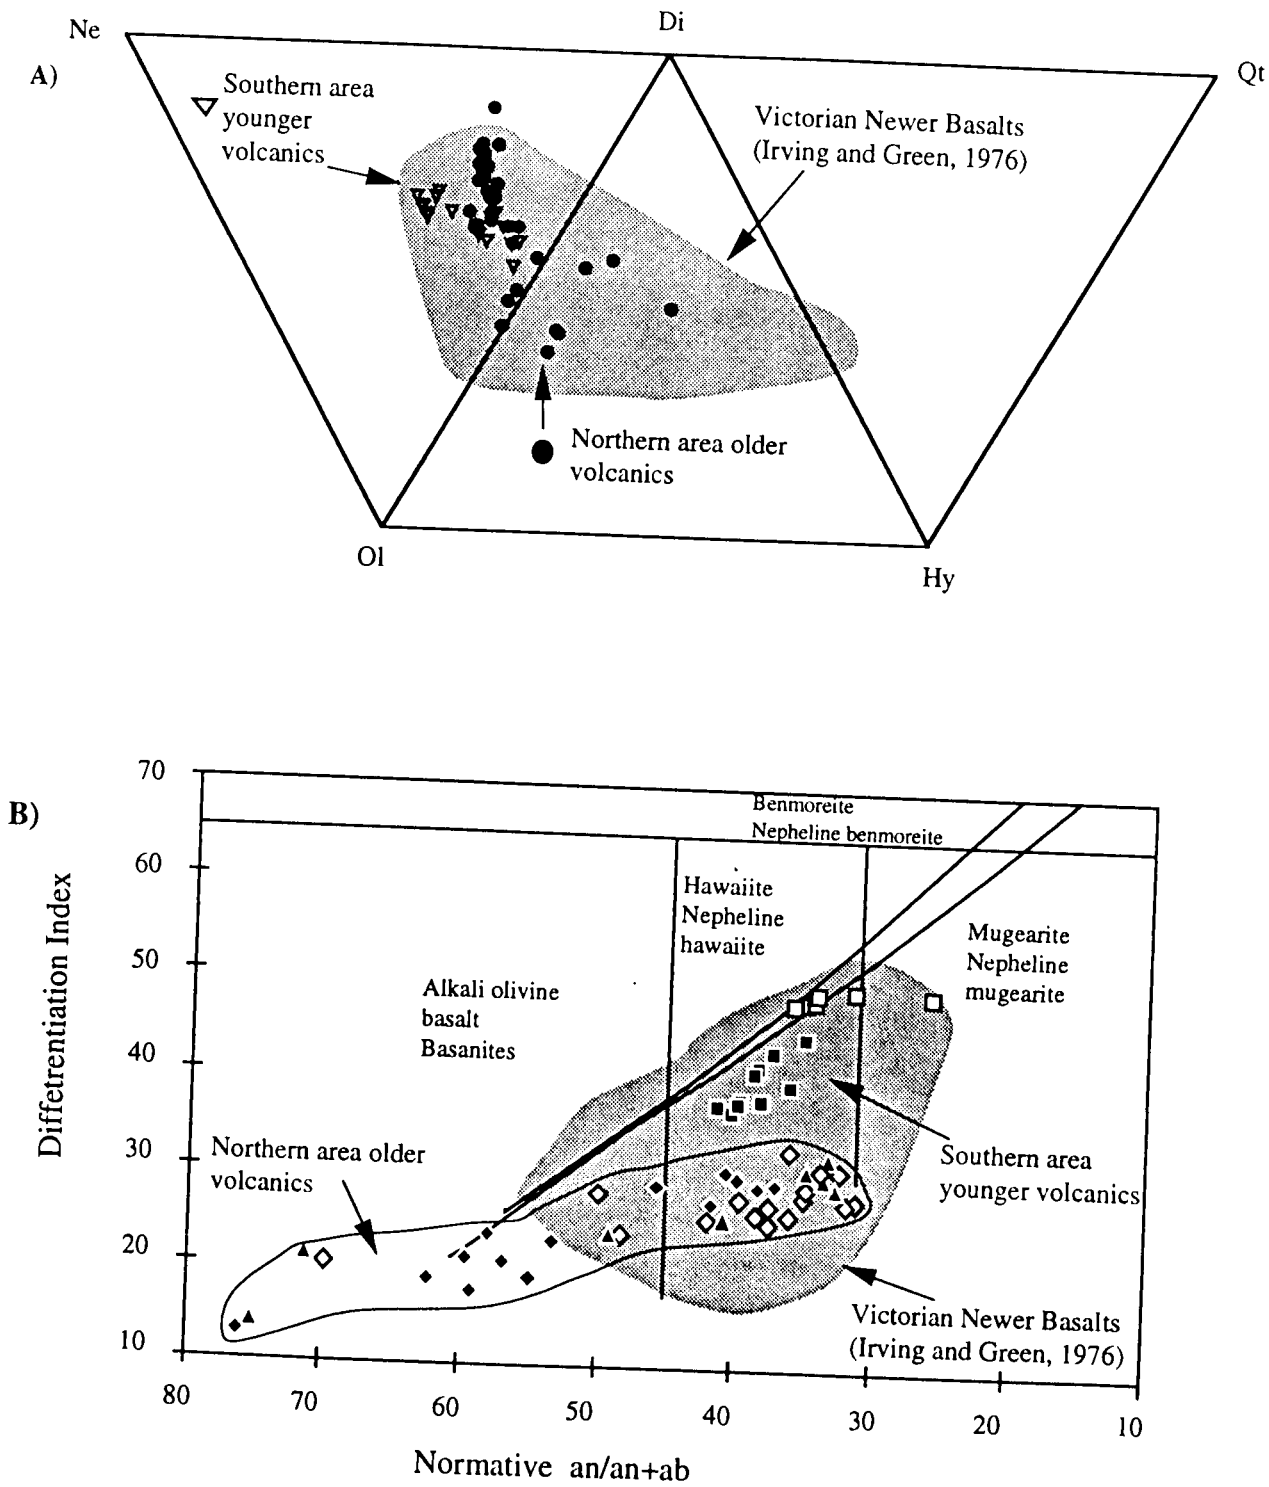 Ne
Di
Qt
A)
Southern area
younger
volcanics
Victorian Newer Basalts
(Irving and Green, 1976)
Northern area older
volcanics
Ol
Hy
B)
Diffetrentiation Index
70
60
50
40
30
20
10
Benmoreite
Nepheline benmoreite
Hawaiite
Nepheline
hawaiite
Mugearite
Nepheline
mugearite
Alkali olivine
basalt
Basanites
Northern area older
volcanics
Southern area
younger volcanics
Victorian Newer Basalts
(Irving and Green, 1976)
80
70
60
50
40
30
20
10
Normative an/an+ab